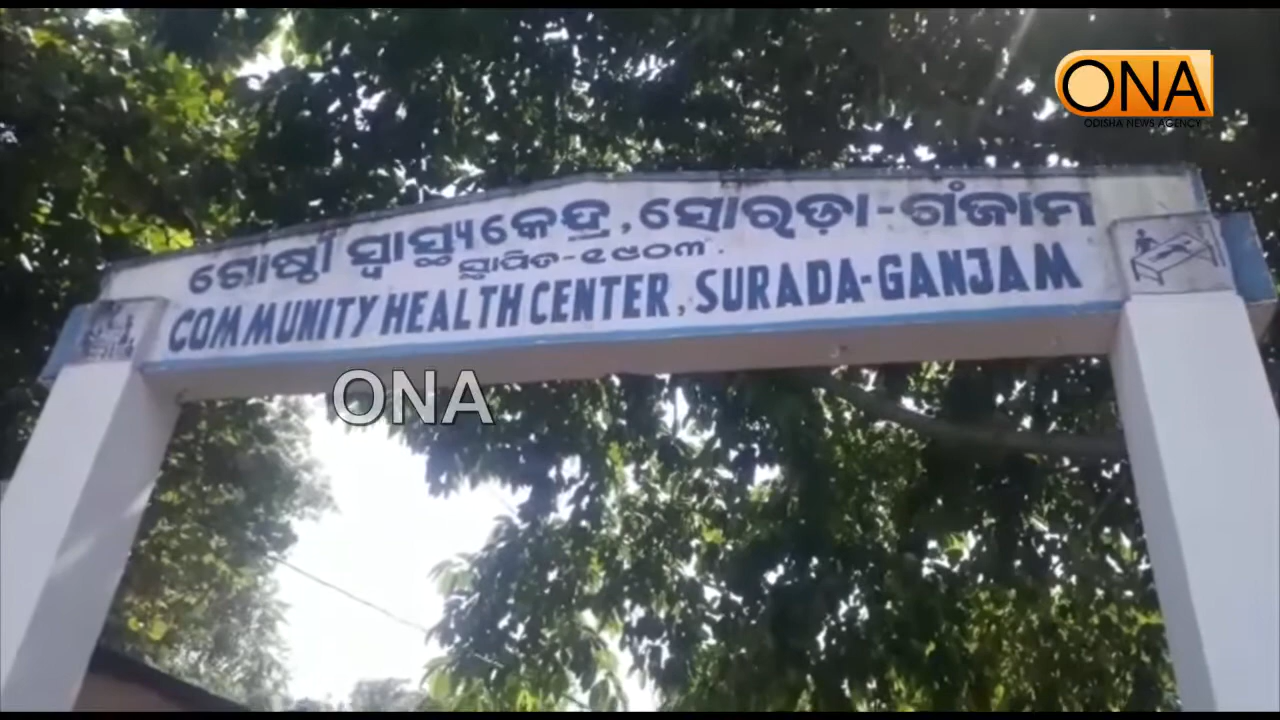 ONA
ODISHA NEWS AGENCY
ଗୋଷ୍ଠୀ ସ୍ୱାସ୍ଥ୍ୟକେନ୍ଦ୍ର, ସୋରଡ଼ା-ଗଂଜାମ
ସ୍ଥାପିତ-୧୯୦୩.
COMMUNITY HEALTH CENTER, SURADA-GANJAM
ONA